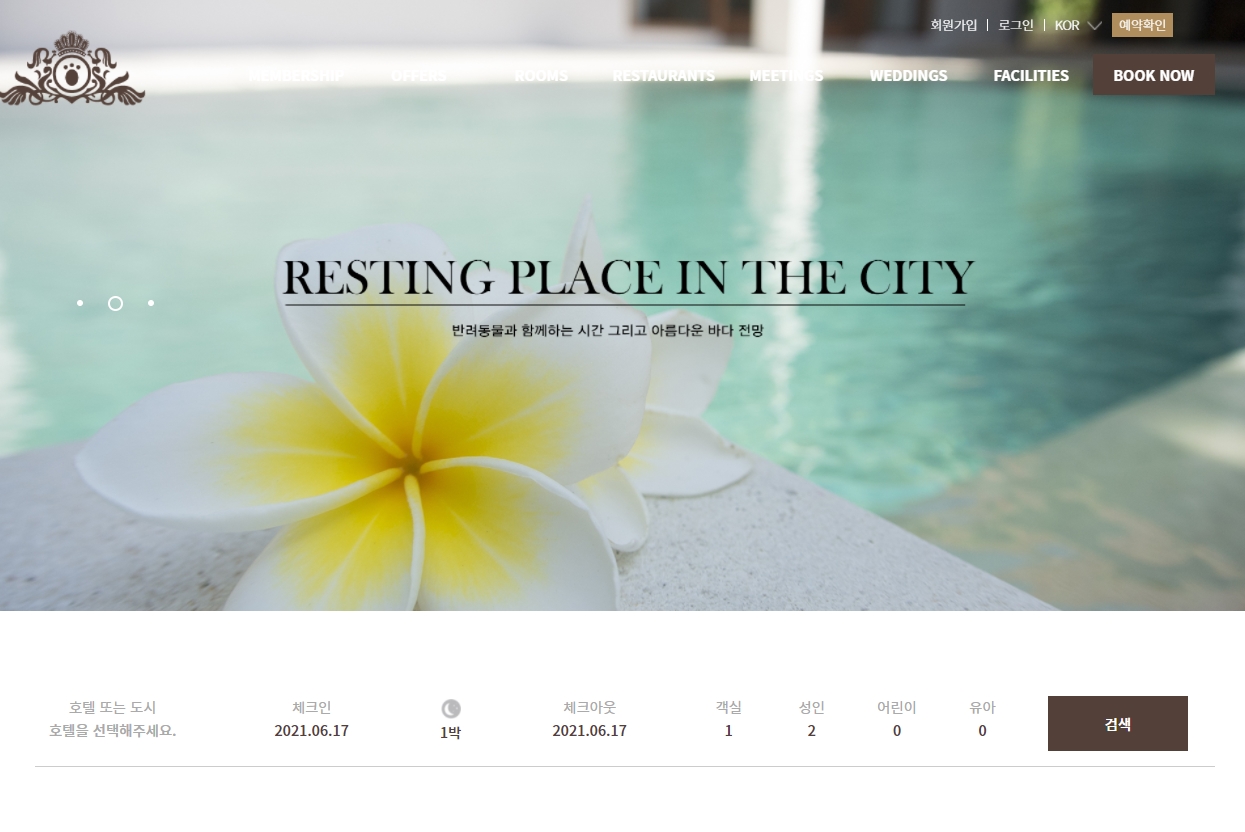 회원가입 | 로그인 | KOR 예약확인
MEMBERSHIP OFFERS ROOMS RESTAURANTS MEETINGS WEDDINGS FACILITIES BOOK NOW
RESTING PLACE IN THE CITY
반려동물과 함께하는 시간 그리고 아름다운 바다 전망
호텔 또는 도시 체크인 체크아웃 객실 성인 어린이 유아
호텔을 선택해주세요. 2021.06.17 1박 2021.06.17 1 2 0 0 검색